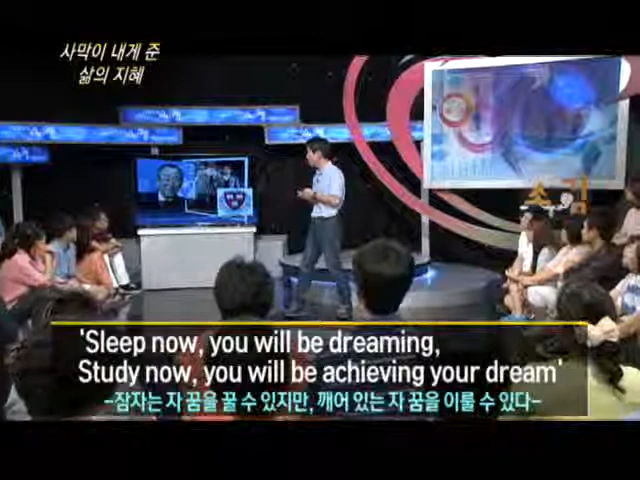 사막이 내게 준
삶의 지혜
'Sleep now, you will be dreaming,
Study now, you will be achieving your dream'
-잠자는 자 꿈을 꿀 수 있지만, 깨어 있는 자 꿈을 이룰 수 있다-